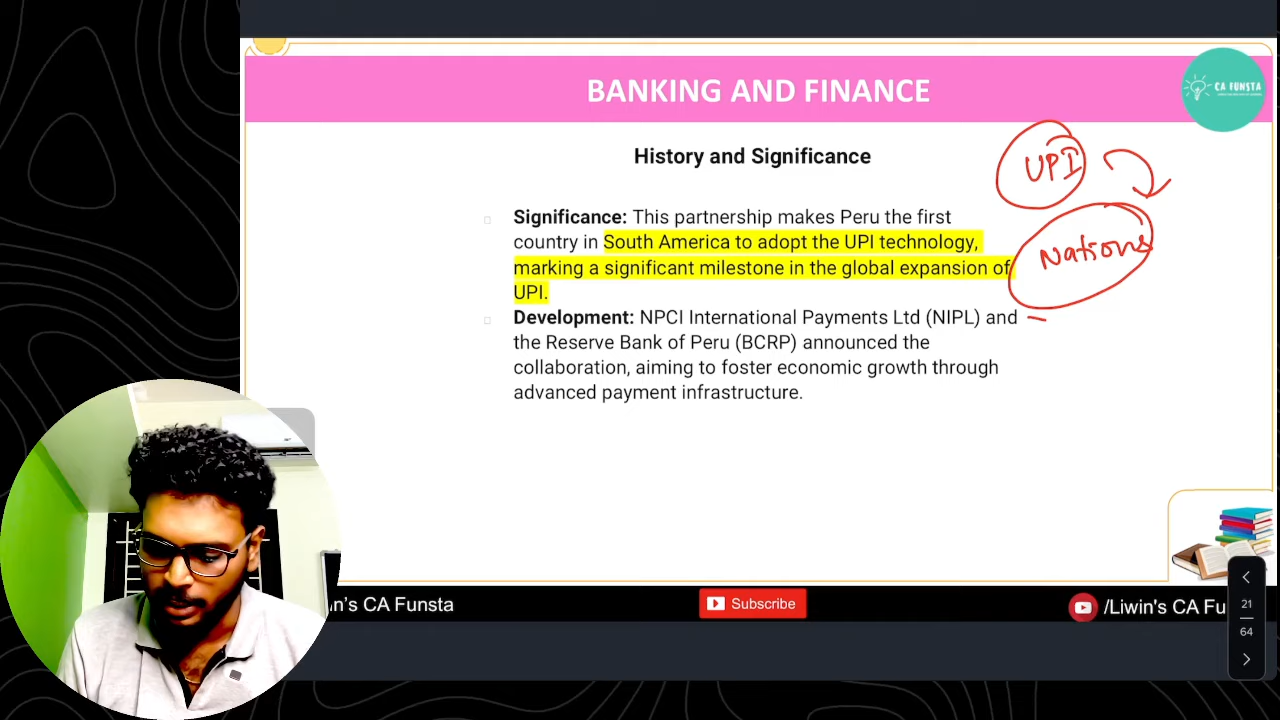 BANKING AND FINANCE
CA FUNSTA
History and Significance
UPI
Significance: This partnership makes Peru the first
country in South America to adopt the UPI technology,
marking a significant milestone in the global expansion of
UPI.
Nations
Development: NPCI International Payments Ltd (NIPL) and
the Reserve Bank of Peru (BCRP) announced the
collaboration, aiming to foster economic growth through
advanced payment infrastructure.
in's CA Funsta
Subscribe
/Liwin's CA Fu
21
64